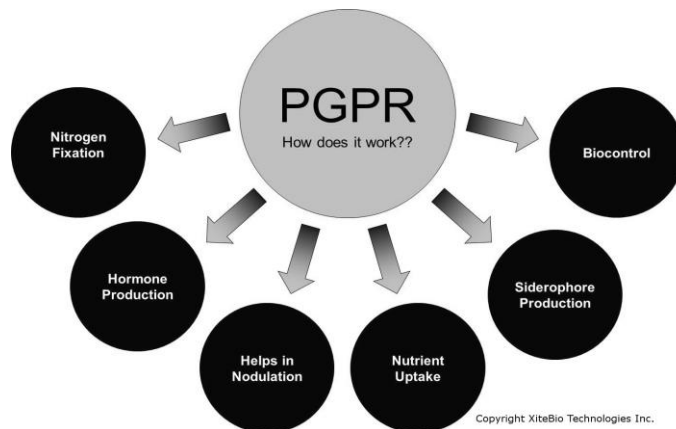 PGPR
How does it work??
Nitrogen
Fixation
Hormone
Production
Helps in
Nodulation
Nutrient
Uptake
Siderophore
Production
Biocontrol
Copyright XiteBio Technologies Inc.